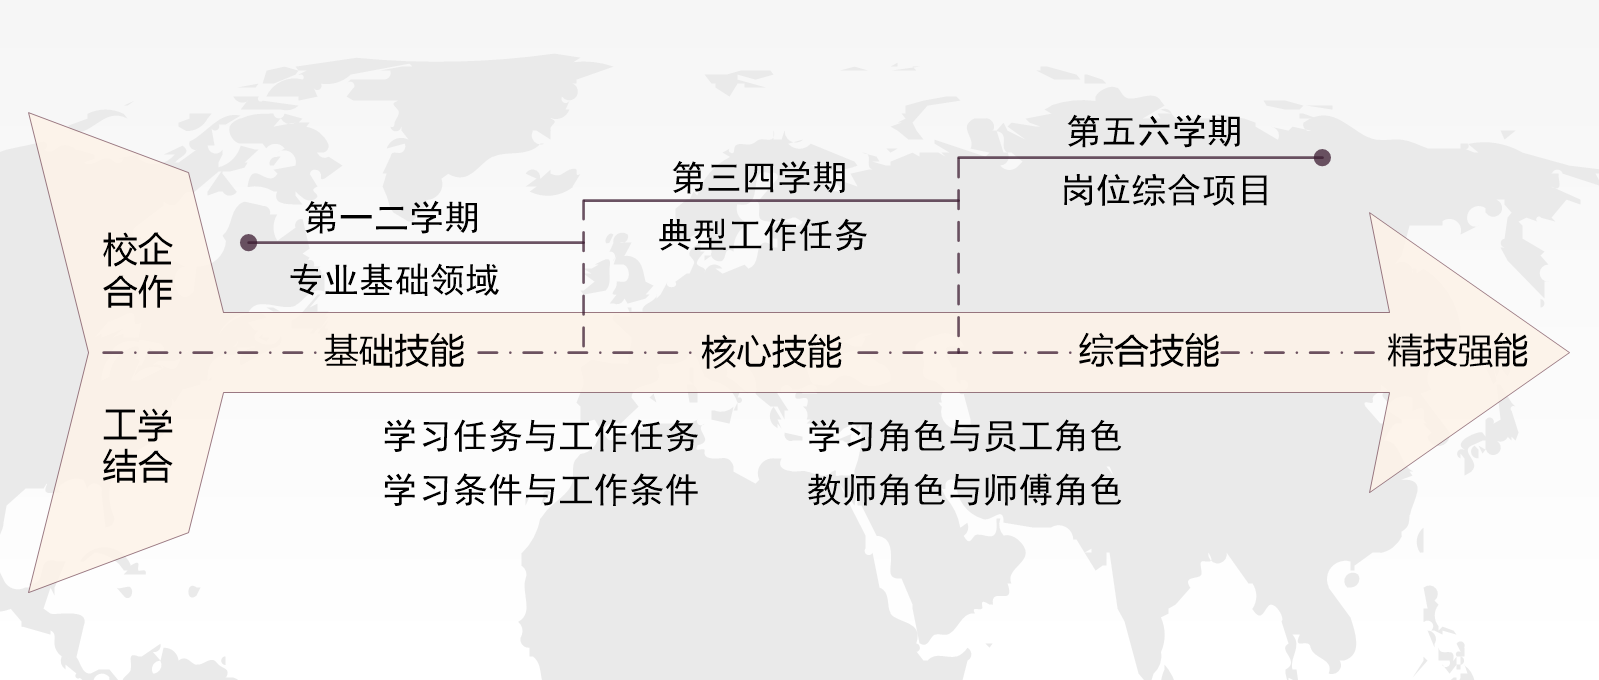 第五六学期
岗位综合项目
第三四学期
典型工作任务
第一二学期
专业基础领域
校企
合作
基础技能
核心技能
综合技能
精技强能
工学
结合
学习任务与工作任务
学习角色与员工角色
学习条件与工作条件
教师角色与师傅角色